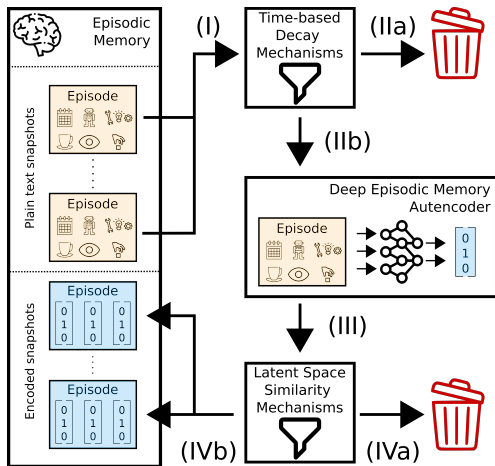 Episodic
Memory
Plain text snapshots
Episode
Episode
Encoded snapshots
Episode
0 0 0
1 1 1
0 0 0
Episode
0 0 0
1 1 1
0 0 0
(I)
Time-based
Decay
Mechanisms
(IIa)
(IIb)
Deep Episodic Memory
Autencoder
Episode
0
1
0
(III)
Latent Space
Similarity
Mechanisms
(IVb)
(IVa)